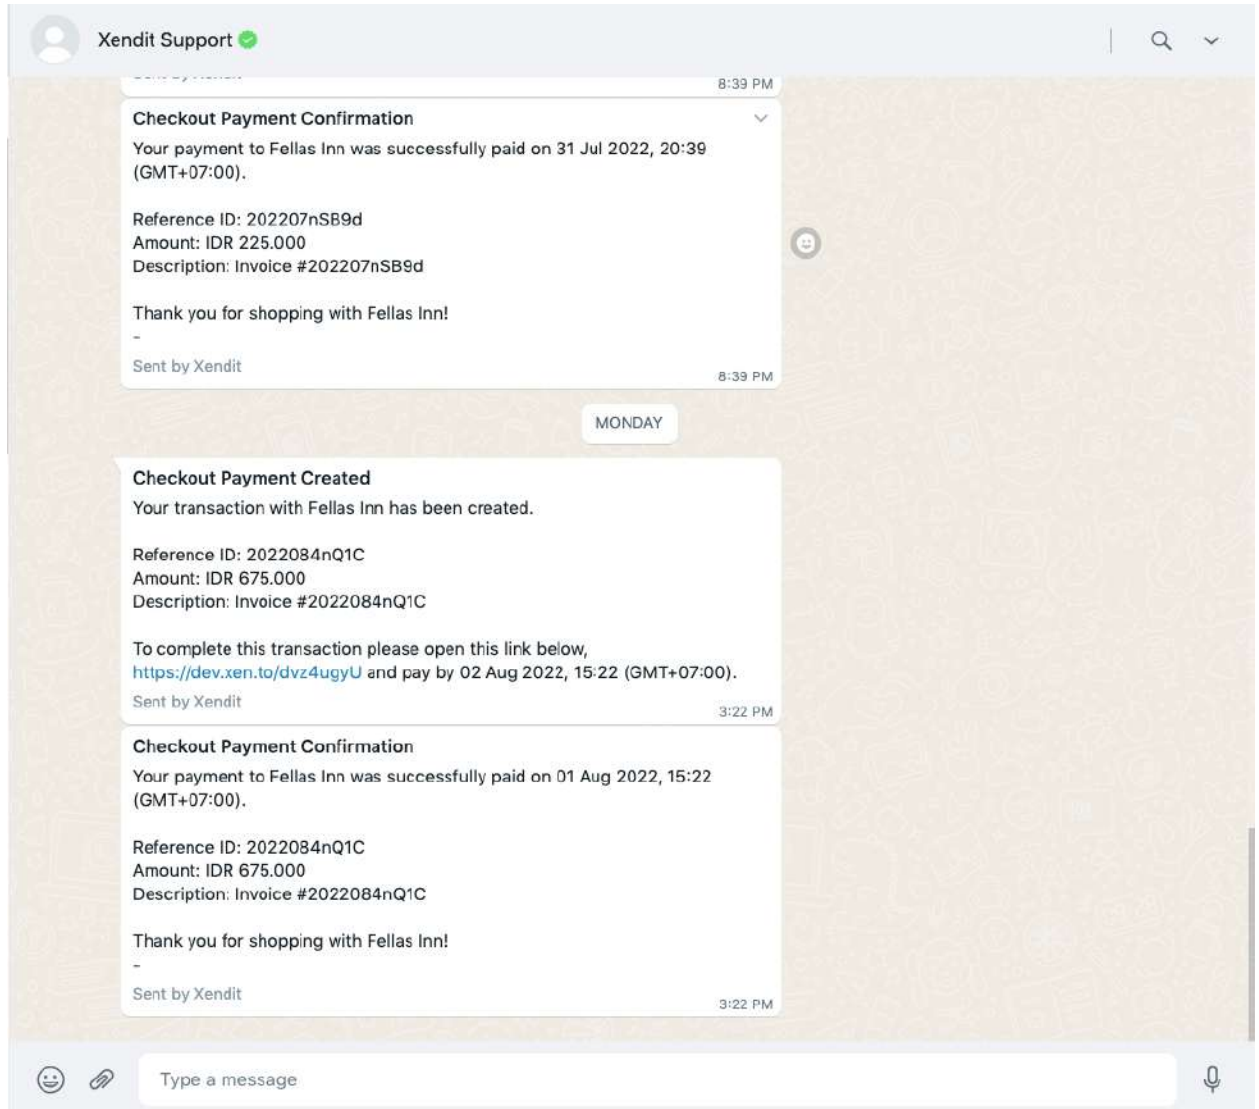 Xendit Support
8:39 PM
Checkout Payment Confirmation
Your payment to Fellas Inn was successfully paid on 31 Jul 2022, 20:39
(GMT+07:00).
Reference ID: 202207nSB9d
Amount: IDR 225.000
Description: Invoice #202207nSB9d
Thank you for shopping with Fellas Inn!
-
Sent by Xendit
8:39 PM
MONDAY
Checkout Payment Created
Your transaction with Fellas Inn has been created.
Reference ID: 2022084nQ1C
Amount: IDR 675.000
Description: Invoice #2022084nQ1C
To complete this transaction please open this link below,
https://dev.xen.to/dvz4ugyU and pay by 02 Aug 2022, 15:22 (GMT+07:00).
Sent by Xendit
3:22 PM
Checkout Payment Confirmation
Your payment to Fellas Inn was successfully paid on 01 Aug 2022, 15:22
(GMT+07:00).
Reference ID: 2022084nQ1C
Amount: IDR 675.000
Description: Invoice #2022084nQ1C
Thank you for shopping with Fellas Inn!
-
Sent by Xendit
3:22 PM
Type a message